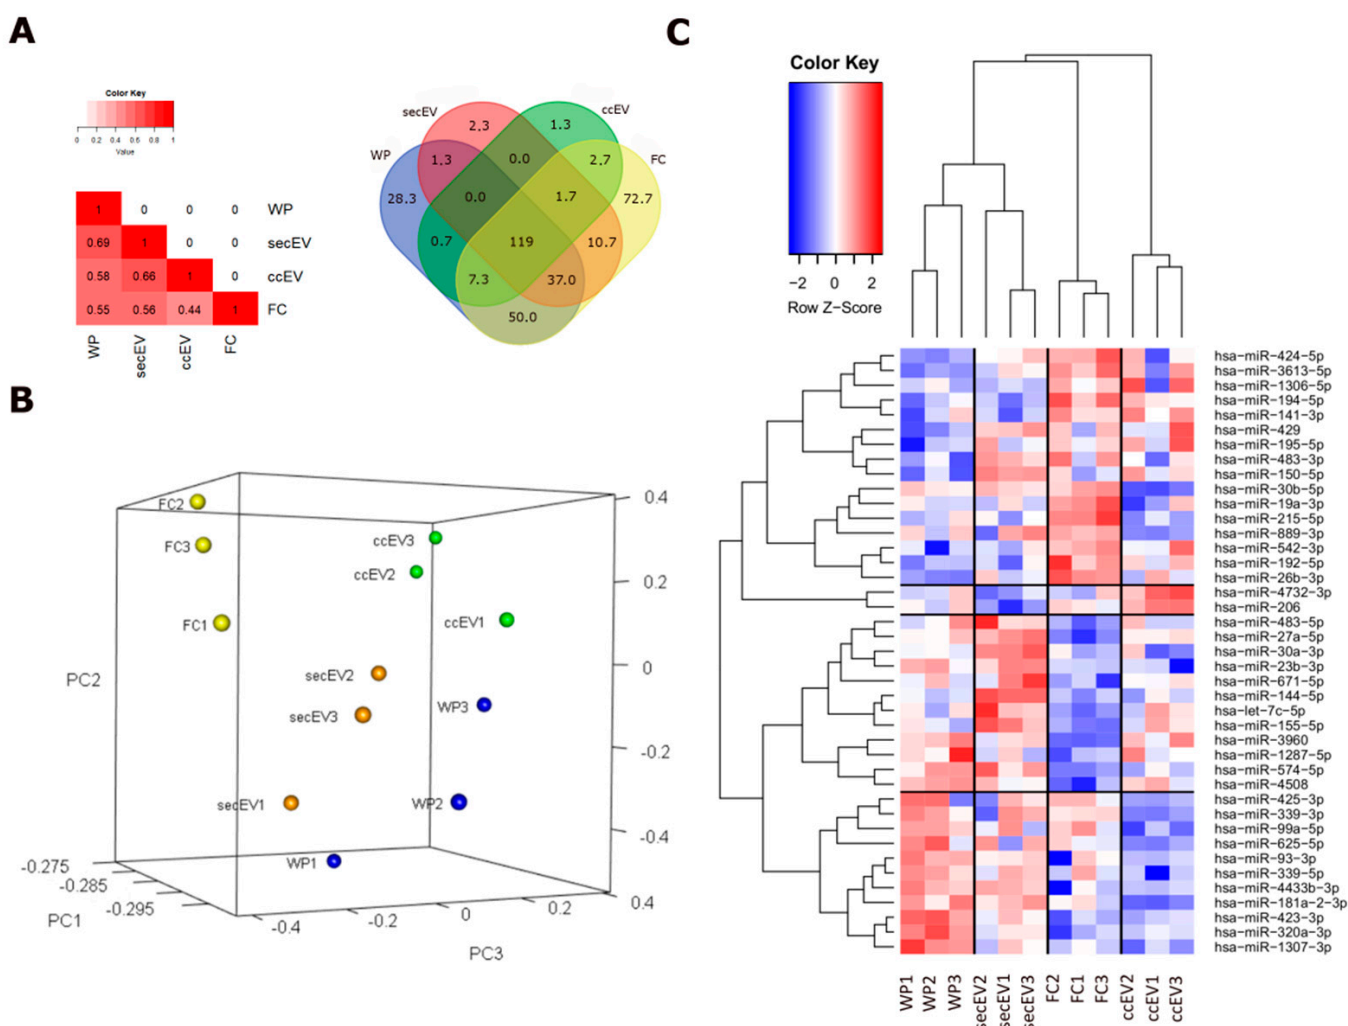 A
Color Key
0 0.2 0.4 0.6 0.8 1
Value
1 0 0 0 WP
0.69 1 0 0 secEV
0.58 0.66 1 0 ccEV
0.55 0.56 0.44 1 FC
WP secEV ccEV FC
secEV ccEV
WP FC
2.3 1.3
1.3 0.0 2.7
28.3 0.0 1.7 72.7
0.7 119 10.7
7.3 37.0
50.0
B
FC2
FC3
FC1
ccEV3
ccEV2
ccEV1
secEV2
secEV3
WP3
secEV1
WP2
WP1
PC2
0.4
0.2
0
-0.2
-0.4
-0.275
-0.285
-0.295
PC1
-0.4 -0.2 0 0.2 0.4
PC3
C
Color Key
−2 0 2
Row Z−Score
hsa−miR−424−5p
hsa−miR−3613−5p
hsa−miR−1306−5p
hsa−miR−194−5p
hsa−miR−141−3p
hsa−miR−429
hsa−miR−195−5p
hsa−miR−483−3p
hsa−miR−150−5p
hsa−miR−30b−5p
hsa−miR−19a−3p
hsa−miR−215−5p
hsa−miR−889−3p
hsa−miR−542−3p
hsa−miR−192−5p
hsa−miR−26b−3p
hsa−miR−4732−3p
hsa−miR−206
hsa−miR−483−5p
hsa−miR−27a−5p
hsa−miR−30a−3p
hsa−miR−23b−3p
hsa−miR−671−5p
hsa−miR−144−5p
hsa−let−7c−5p
hsa−miR−155−5p
hsa−miR−3960
hsa−miR−1287−5p
hsa−miR−574−5p
hsa−miR−4508
hsa−miR−425−3p
hsa−miR−339−3p
hsa−miR−99a−5p
hsa−miR−625−5p
hsa−miR−93−3p
hsa−miR−339−5p
hsa−miR−4433b−3p
hsa−miR−181a−2−3p
hsa−miR−423−3p
hsa−miR−320a−3p
hsa−miR−1307−3p
WP1 WP2 WP3 secEV2 secEV1 secEV3 FC2 FC1 FC3 ccEV2 ccEV1 ccEV3